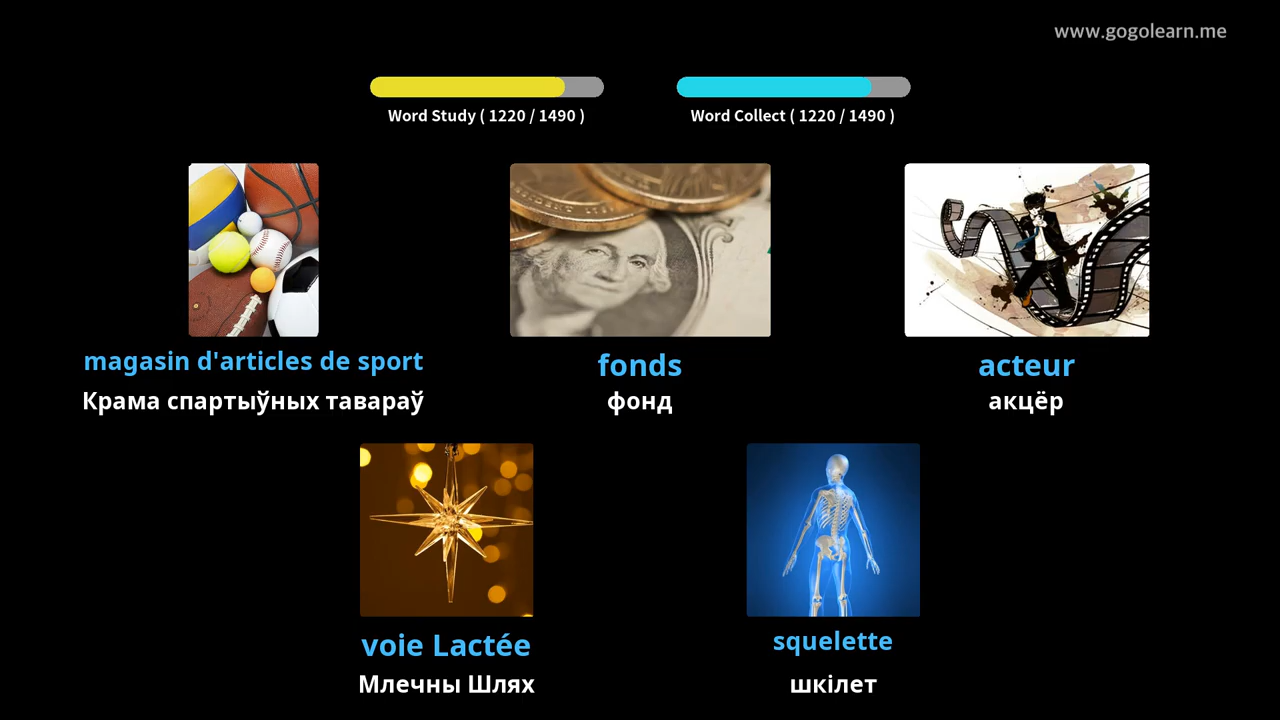 www.gogolearn.me
Word Study ( 1220 / 1490 )
Word Collect ( 1220 / 1490 )
magasin d'articles de sport
Крама спартыўных тавараў
fonds
фонд
acteur
акцёр
voie Lactée
Млечны Шлях
squelette
шкілет